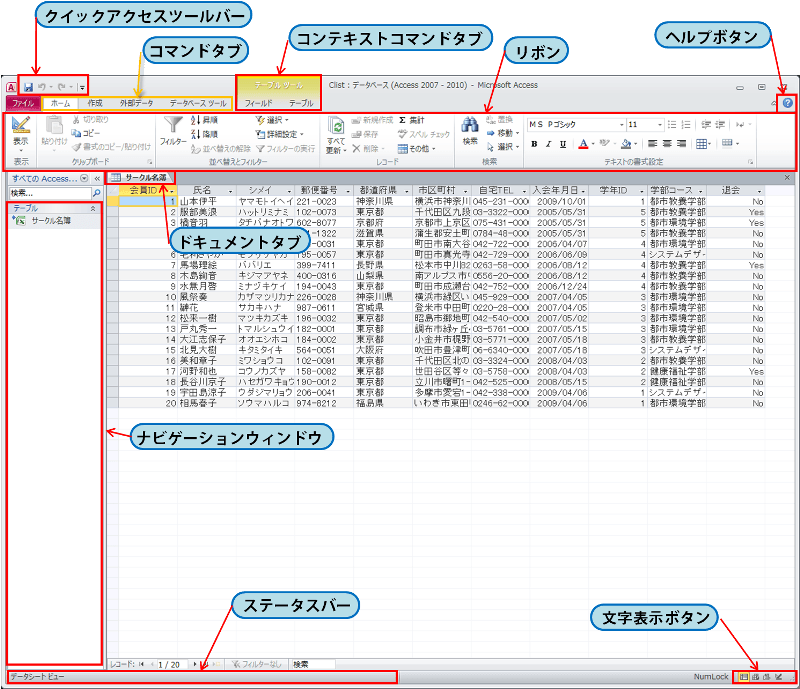 クイックアクセスツールバー
コマンドタブ
コンテキストコマンドタブ
リボン
ヘルプボタン
テーブル ツール
Clist : データベース (Access 2007 - 2010) - Microsoft Access
ファイル ホーム 作成 外部データ データベース ツール フィールド テーブル
表示 貼り付け 切り取り コピー 書式のコピー/貼り付け
フィルター 昇順 降順 並べ替えの解除 選択 詳細設定 フィルターの実行
すべて更新 新規作成 保存 削除 集計 スペル チェック その他
検索 置換 移動 選択
MS Pゴシック 11
B I U A
表示 クリップボード 並べ替えとフィルター レコード 検索 テキストの書式設定
すべての Access...
検索...
テーブル
サークル名簿
サークル名簿
会員ID 氏名 シメイ 郵便番号 都道府県 市区町村 自宅TEL 入会年月日 学年ID 学部コース 退会
1 山本伊平 ヤマモトイヘイ 221-0023 神奈川県 横浜市神奈川 045-231-000 2009/10/01 1 都市教養学部 No
2 服部美浪 ハットリミナミ 102-0073 東京都 千代田区九段 03-3322-000 2005/05/31 5 都市教養学部 Yes
3 橘音羽 タチバナオトワ 602-8077 京都府 京都市上京区 075-431-000 2005/05/31 5 都市環境学部 Yes
-1322 滋賀県 蒲生郡安土町 0784-48-000 2005/05/31 5 都市教養学部 No
-0031 東京都 町田市南大谷 042-722-000 2006/04/07 4 都市環境学部 No
6 195-0057 東京都 町田市真光寺 042-729-000 2006/06/09 4 システムデザイ No
7 馬場理絵 ババリエ 399-7411 長野県 松本市中川 0263-58-000 2006/08/12 4 都市教養学部 Yes
8 木島絢音 キジマアヤネ 400-0316 山梨県 南アルプス市 0556-28-000 2006/08/12 4 都市教養学部 No
9 水無月啓 ミナヅキケイ 194-0043 東京都 町田市成瀬台 042-752-000 2006/12/24 4 都市教養学部 No
10 風祭奏 カザマツリカナ 226-0028 神奈川県 横浜市緑区い 045-929-000 2007/04/05 3 都市環境学部 No
11 榊花 サカキハナ 987-0611 宮城県 登米市中田町 0220-28-000 2007/04/05 3 都市教養学部 No
12 松来一樹 マツキカズキ 196-0032 東京都 昭島市郷地町 042-540-000 2007/05/02 3 都市環境学部 No
13 戸丸秀一 トマルシュウイ 182-0001 東京都 調布市緑ヶ丘 03-5761-000 2007/05/15 3 都市教養学部 No
14 大江志保子 オオエシホコ 184-0002 東京都 小金井市梶野 03-5771-000 2007/05/18 3 都市教養学部 No
15 北見大樹 キタミタイキ 564-0051 大阪府 吹田市豊津町 06-6340-000 2007/05/18 3 システムデザイ No
16 美和章子 ミワショウコ 102-0091 東京都 千代田区北の 03-3324-000 2008/04/03 2 都市教養学部 No
17 河野和也 コウノカズヤ 158-0082 東京都 世田谷区等々 03-5758-000 2008/04/03 2 健康福祉学部 Yes
18 長谷川京子 ハセガワキョウ 190-0012 東京都 立川市曙町1 042-525-000 2008/05/15 2 健康福祉学部 No
19 宇田島涼子 ウダジマリョウ 206-0041 東京都 多摩市愛宕1 042-338-000 2009/04/06 1 システムデザイ No
20 相馬春子 ソウマハルコ 974-8212 福島県 いわき市東田 0246-62-000 2009/04/06 1 都市環境学部 No
ドキュメントタブ
ナビゲーションウィンドウ
ステータスバー
文字表示ボタン
レコード: 1 / 20 フィルターなし 検索
データシート ビュー
NumLock